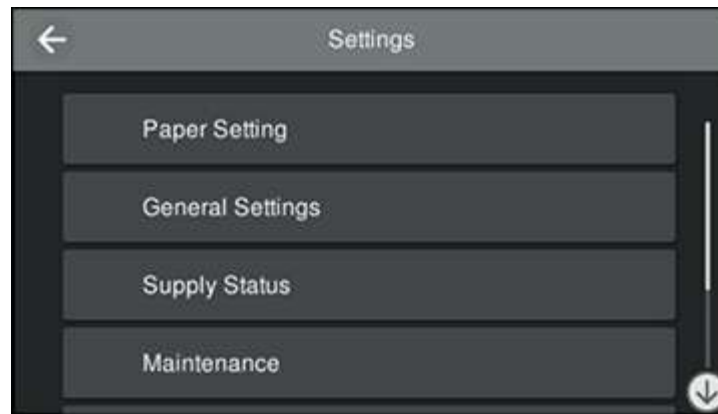 Settings
Paper Setting
General Settings
Supply Status
Maintenance